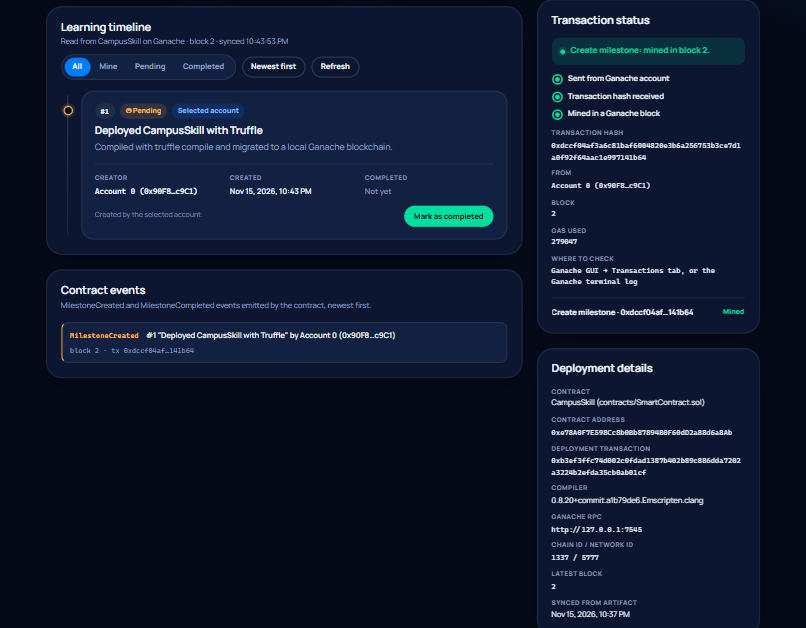 Learning timeline
Read from CampusSkill on Ganache · block 2 · synced 10:43:53 PM
All Mine Pending Completed Newest first Refresh
#1 Pending Selected account
Deployed CampusSkill with Truffle
Compiled with truffle compile and migrated to a local Ganache blockchain.
CREATOR CREATED COMPLETED
Account 0 (0x90F8…c9C1) Nov 15, 2026, 10:43 PM Not yet
Created by the selected account. Mark as completed
Contract events
MilestoneCreated and MilestoneCompleted events emitted by the contract, newest first.
MilestoneCreated #1 "Deployed CampusSkill with Truffle" by Account 0 (0x90F8…c9C1)
block 2 · tx 0xdccf04af…141b64
Transaction status
Create milestone: mined in block 2.
Sent from Ganache account
Transaction hash received
Mined in a Ganache block
TRANSACTION HASH
0xdccf04af3a6c81baf6004820e3b6a256753b3ce7d1
a0f92f64aac1e997141b64
FROM
Account 0 (0x90F8…c9C1)
BLOCK
2
GAS USED
279047
WHERE TO CHECK
Ganache GUI → Transactions tab, or the
Ganache terminal log
Create milestone · 0xdccf04af…141b64 Mined
Deployment details
CONTRACT
CampusSkill (contracts/SmartContract.sol)
CONTRACT ADDRESS
0xe78A0F7E598Cc8b0Bb87894B0F60dD2a88d6a8Ab
DEPLOYMENT TRANSACTION
0xb3ef3ffc74d002c0fdad1387b402b89c886dda7202
a3224b2efda35cb0ab01cf
COMPILER
0.8.20+commit.a1b79de6.Emscripten.clang
GANACHE RPC
http://127.0.0.1:7545
CHAIN ID / NETWORK ID
1337 / 5777
LATEST BLOCK
2
SYNCED FROM ARTIFACT
Nov 15, 2026, 10:37 PM